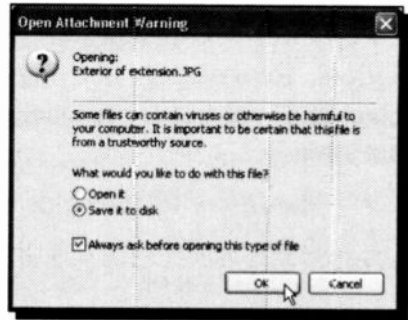 Open Attachment Warning
Opening:
Exterior of extension.JPG
Some files can contain viruses or otherwise be harmful to
your computer. It is important to be certain that this file is
from a trustworthy source.
What would you like to do with this file?
Open it
Save it to disk
Always ask before opening this type of file
OK
Cancel